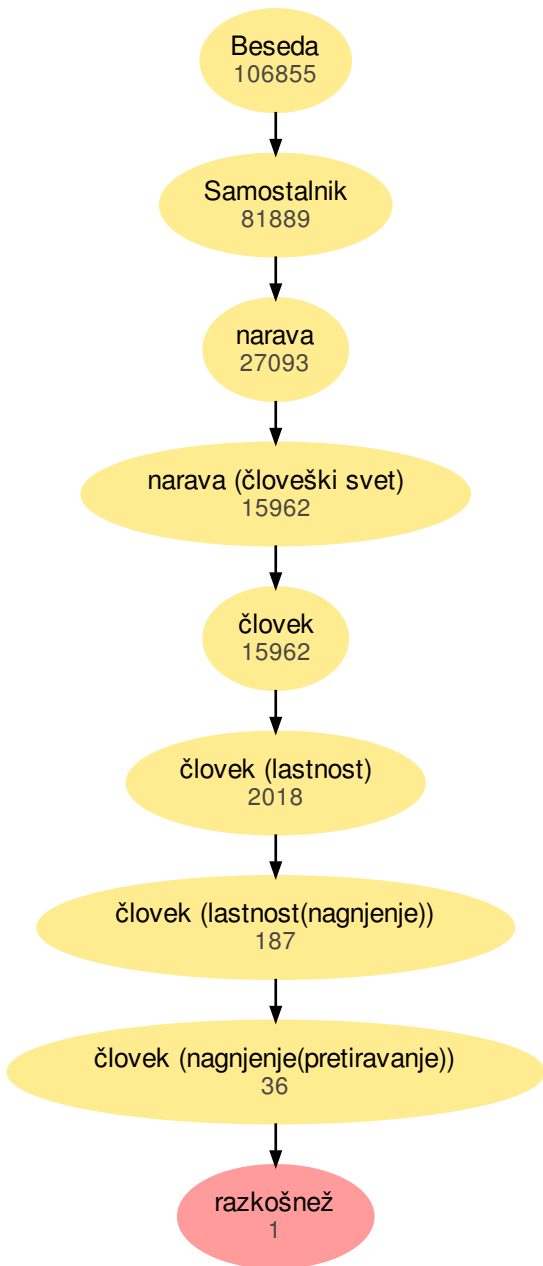 Beseda
106855
Samostalnik
81889
narava
27093
narava (človeški svet)
15962
človek
15962
človek (lastnost)
2018
človek (lastnost(nagnjenje))
187
človek (nagnjenje(pretiravanje))
36
razkošnež
1